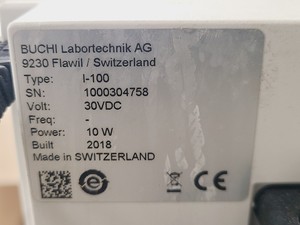 BUCHI Labortechnik AG
9230 Flawil / Switzerland
Type: I-100
SN: 1000304758
Volt: 30VDC
Freq: -
Power: 10 W
Built 2018
Made in SWITZERLAND
CE